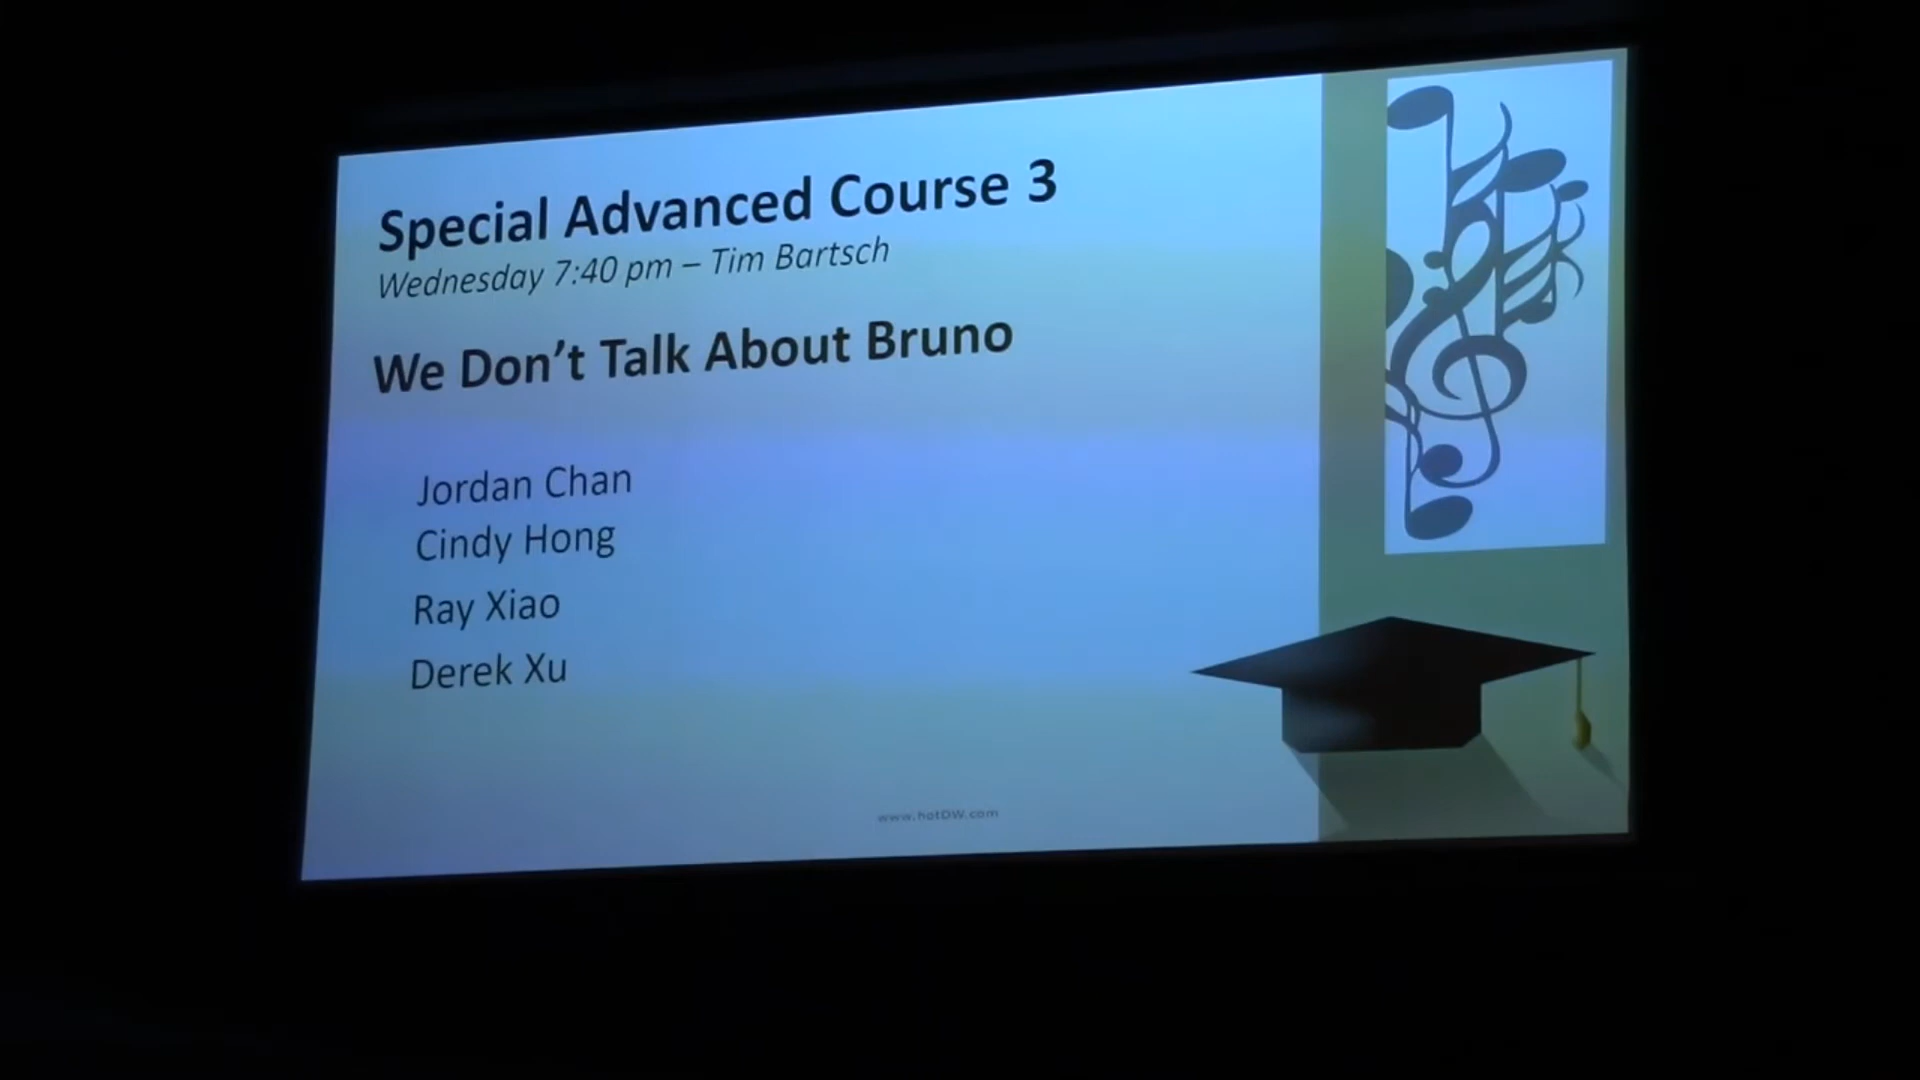 Special Advanced Course 3
Wednesday 7:40 pm – Tim Bartsch
We Don't Talk About Bruno
Jordan Chan
Cindy Hong
Ray Xiao
Derek Xu
www.hotDW.com